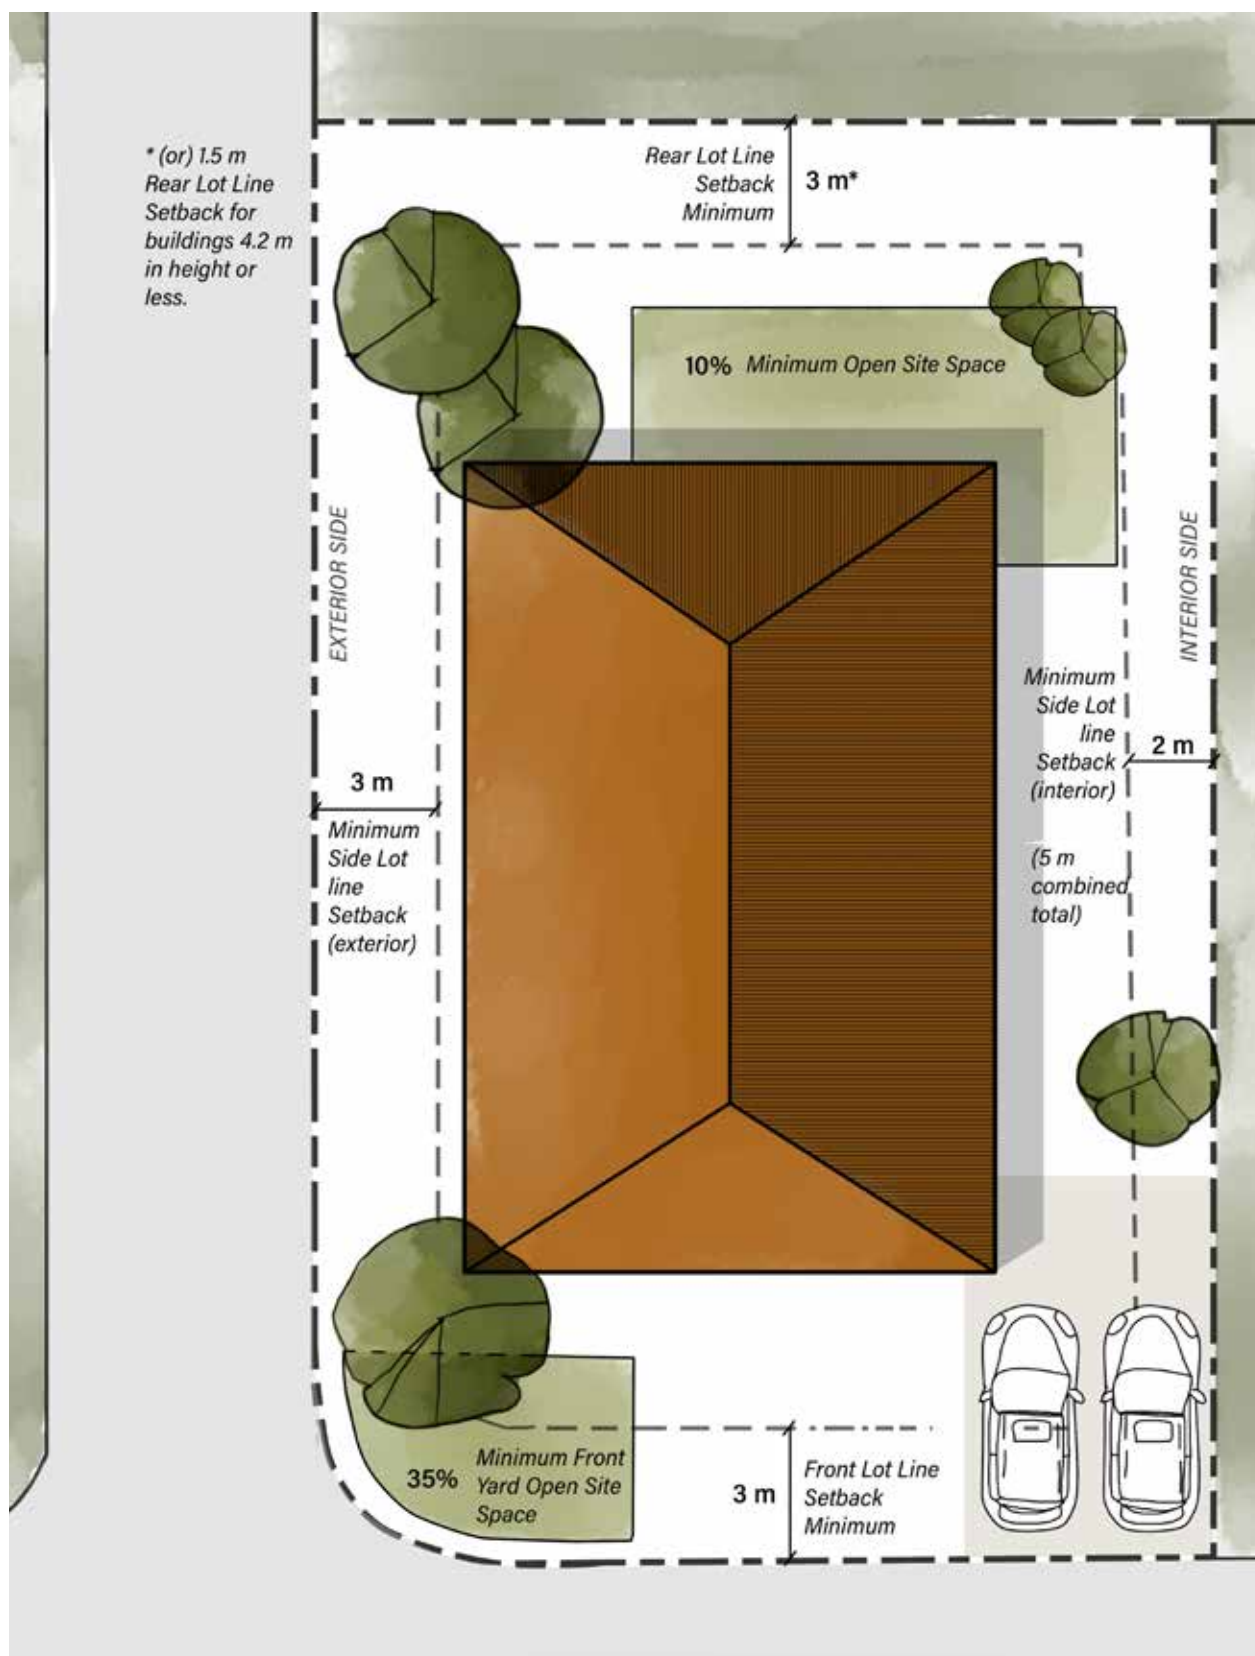 * (or) 1.5 m
Rear Lot Line
Setback for
buildings 4.2 m
in height or
less.
Rear Lot Line
Setback
Minimum
3 m*
10% Minimum Open Site Space
EXTERIOR SIDE
INTERIOR SIDE
Minimum
Side Lot
line
Setback
(interior)
2 m
(5 m
combined
total)
3 m
Minimum
Side Lot
line
Setback
(exterior)
35%
Minimum Front
Yard Open Site
Space
3 m
Front Lot Line
Setback
Minimum